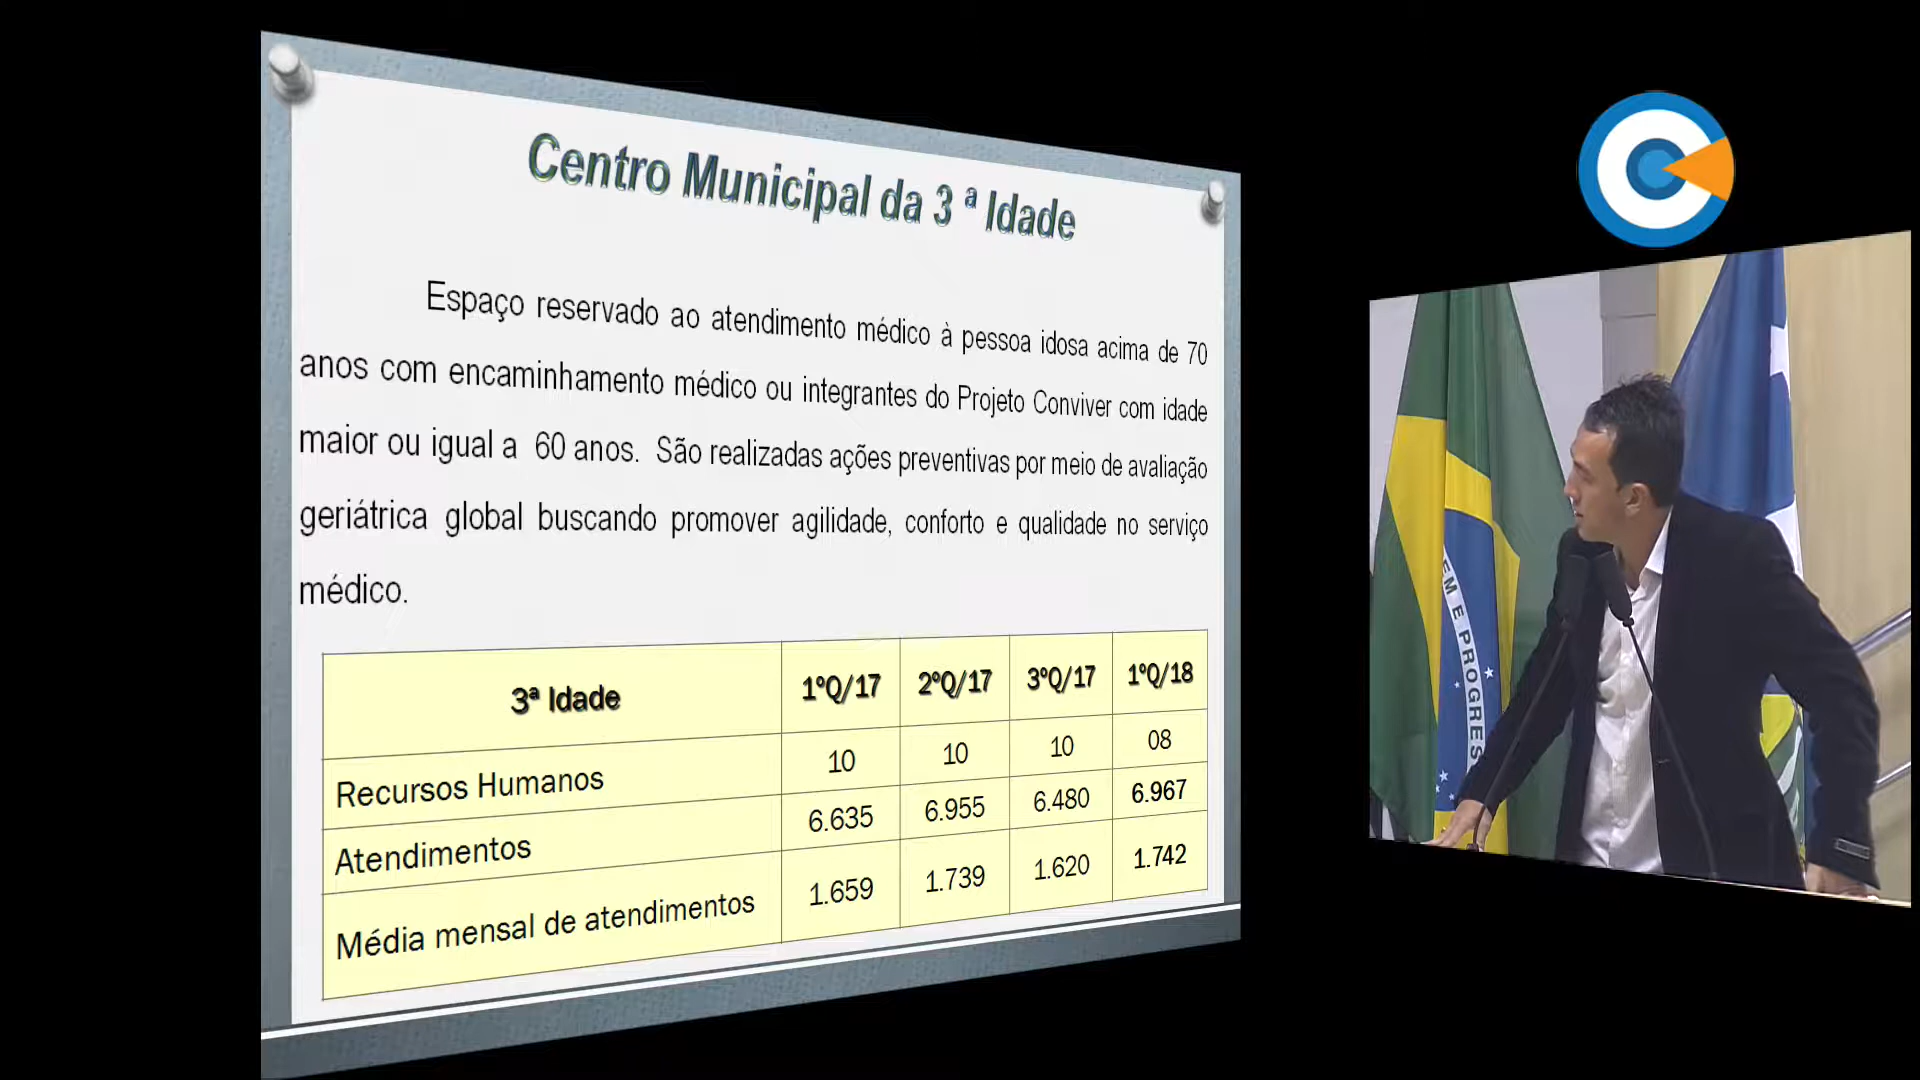 Centro Municipal da 3 ª Idade
Espaço reservado ao atendimento médico à pessoa idosa acima de 70
anos com encaminhamento médico ou integrantes do Projeto Conviver com idade
maior ou igual a 60 anos. São realizadas ações preventivas por meio de avaliação
geriátrica global buscando promover agilidade, conforto e qualidade no serviço
médico.
3ª Idade 1ºQ/17 2ºQ/17 3ºQ/17 1ºQ/18
Recursos Humanos 10 10 10 08
Atendimentos 6.635 6.955 6.480 6.967
Média mensal de atendimentos 1.659 1.739 1.620 1.742
EM E PROGRES